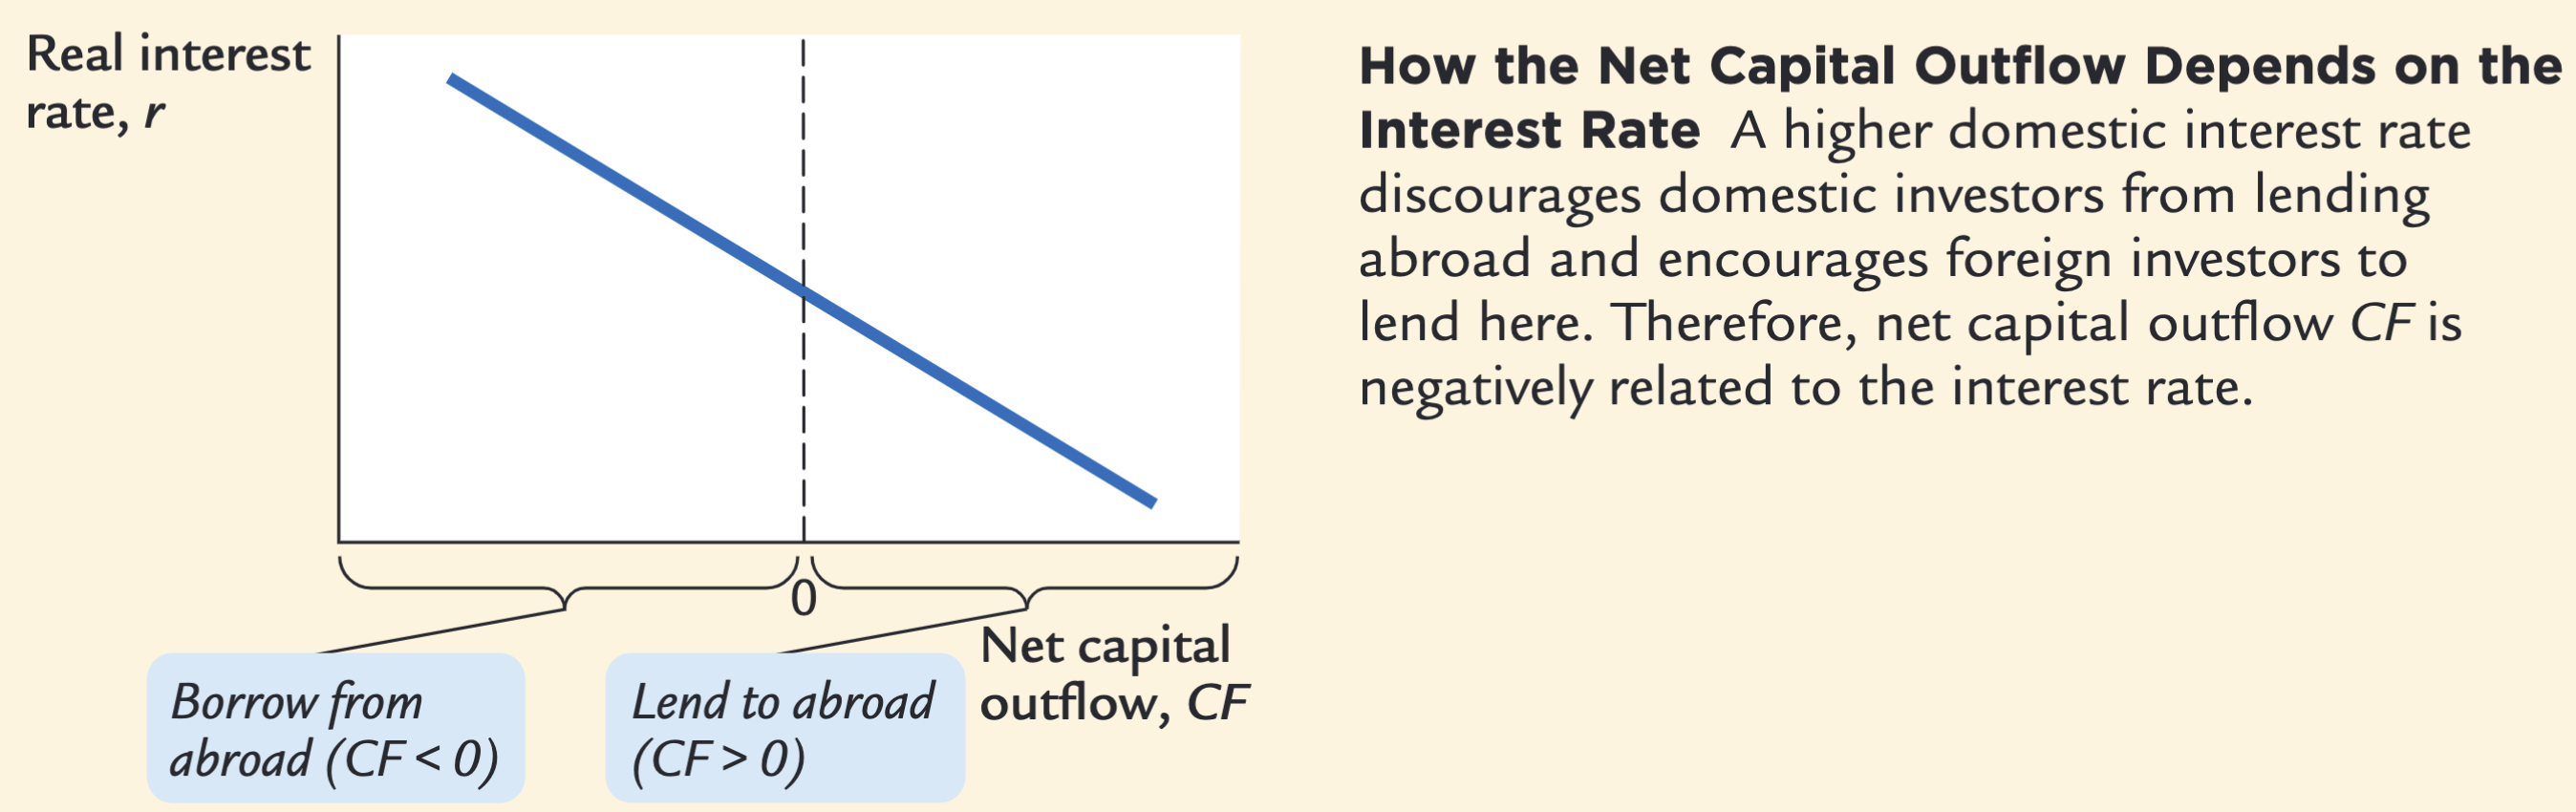 Real interest
rate, r
0
Net capital
outflow, CF
Borrow from
abroad (CF < 0)
Lend to abroad
(CF > 0)
How the Net Capital Outflow Depends on the
Interest Rate A higher domestic interest rate
discourages domestic investors from lending
abroad and encourages foreign investors to
lend here. Therefore, net capital outflow CF is
negatively related to the interest rate.